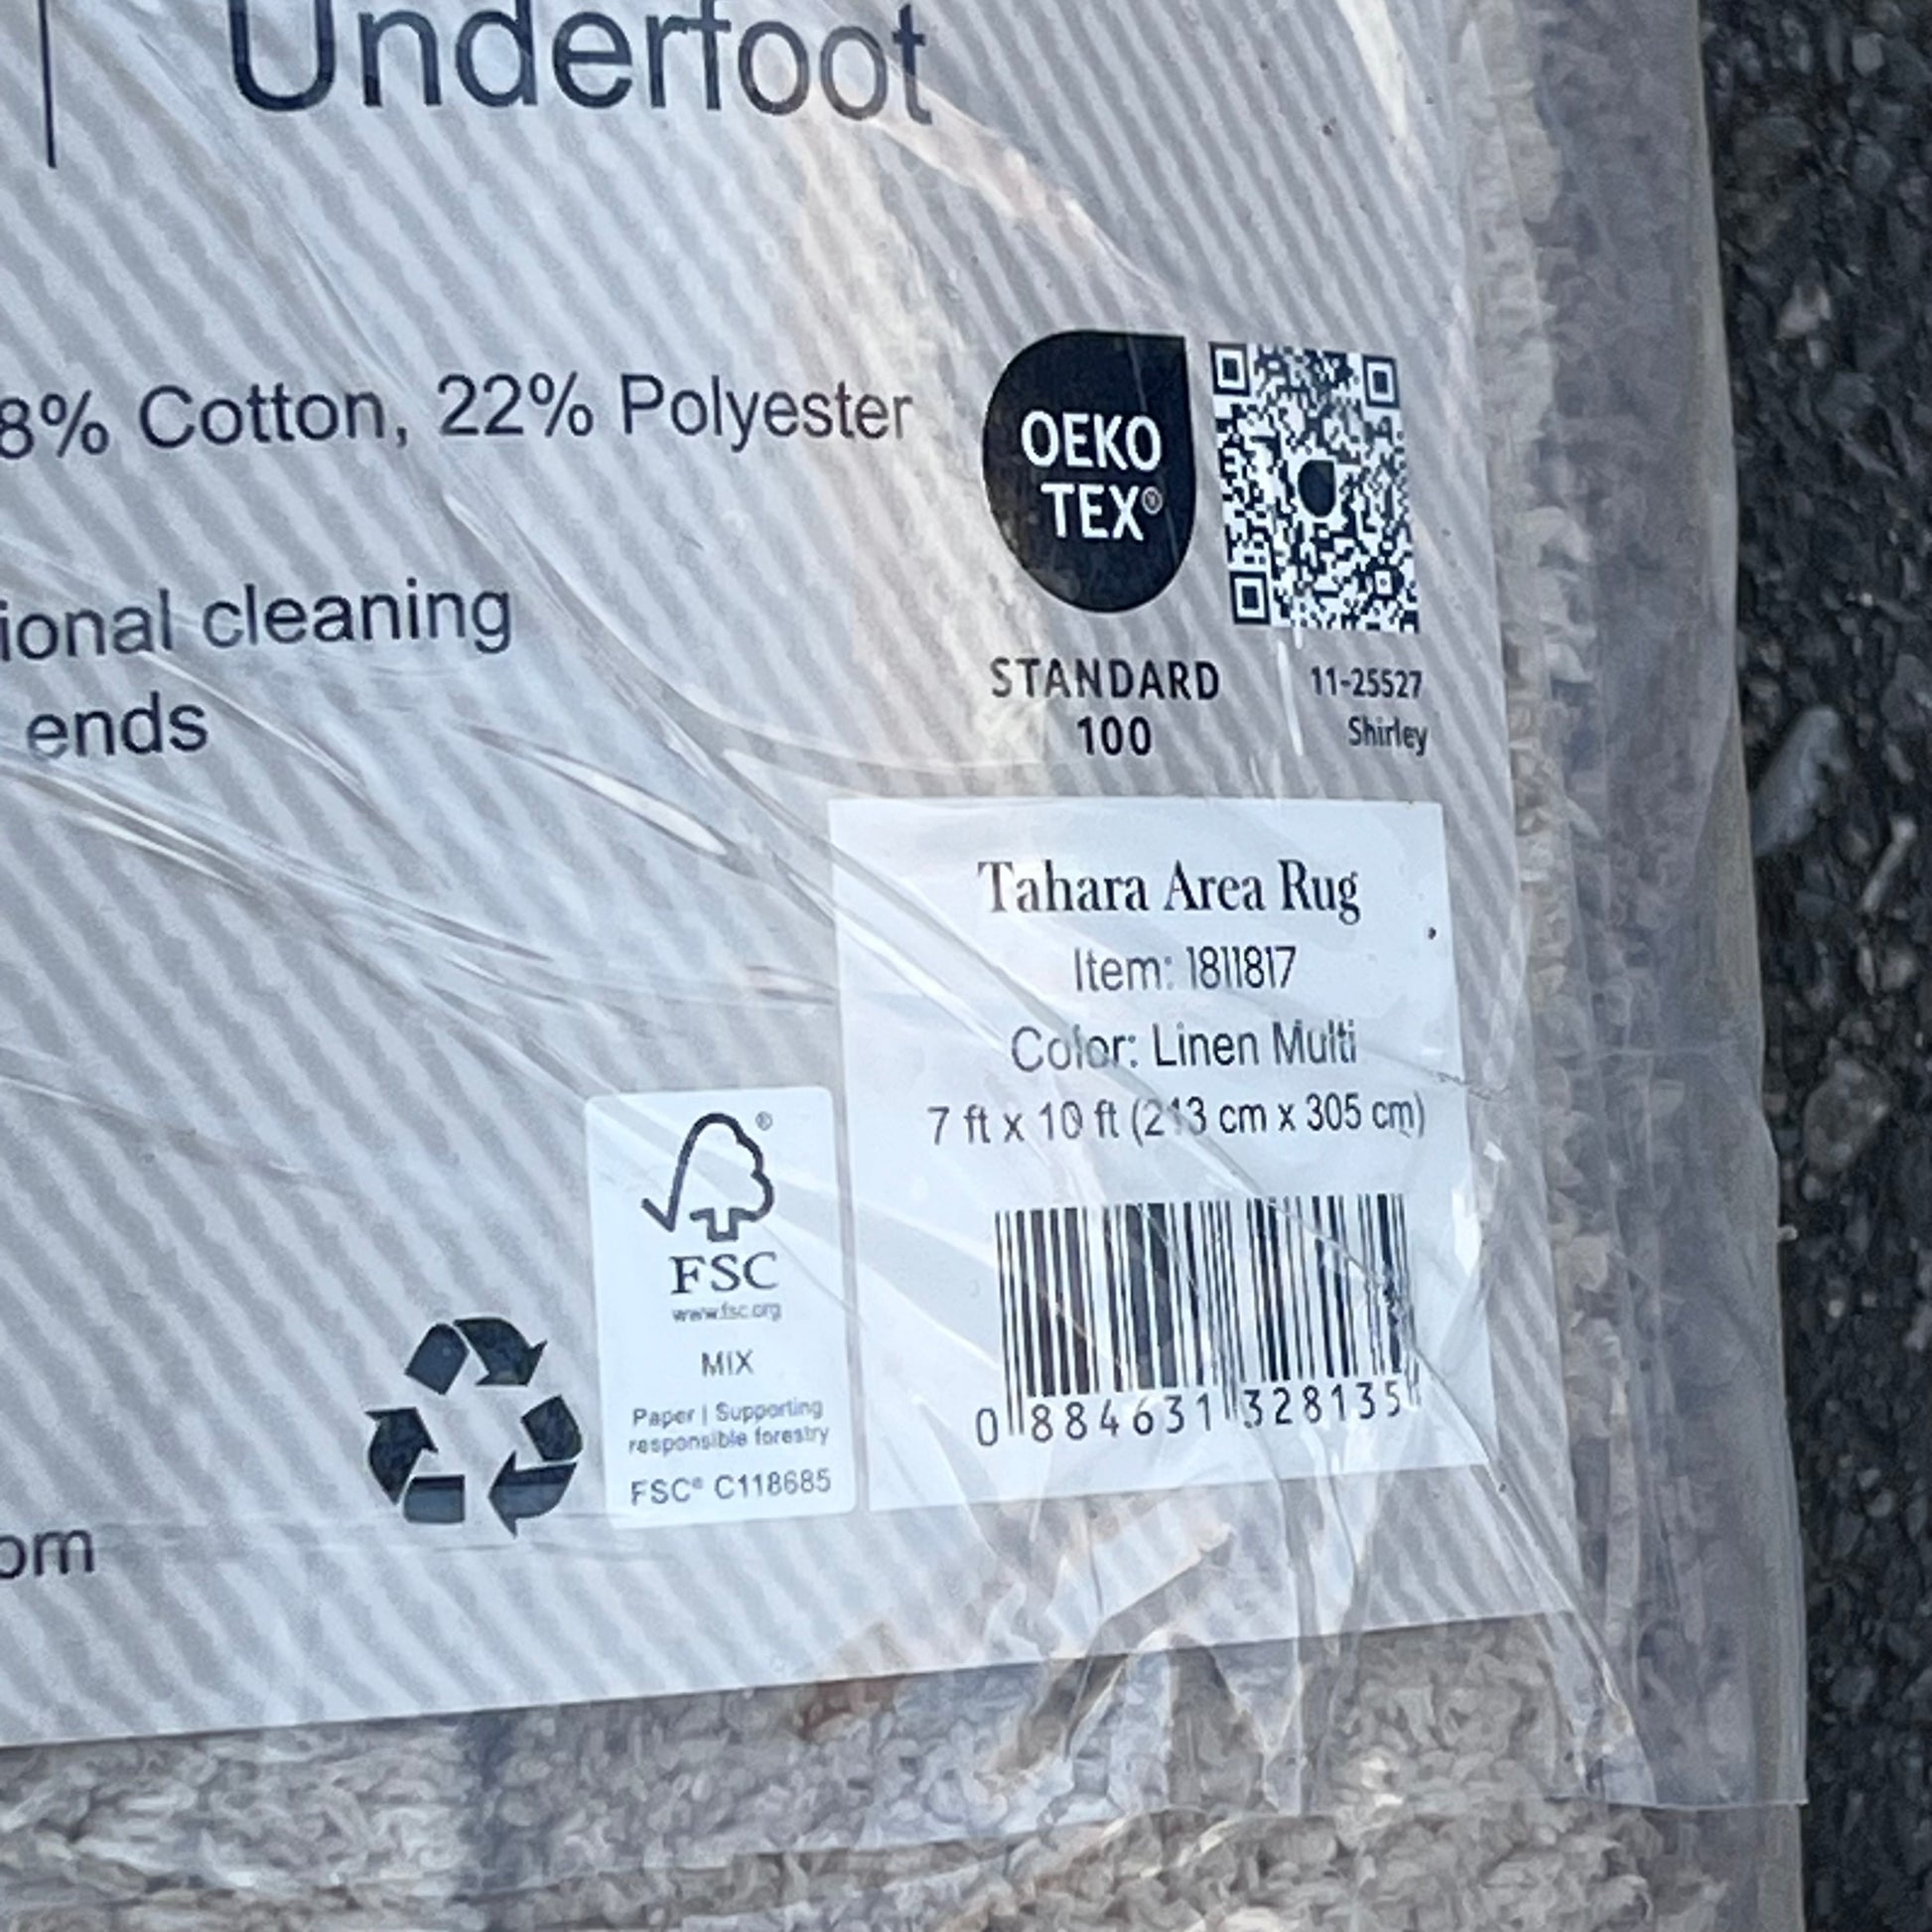 Underfoot
8% Cotton, 22% Polyester
OEKO
TEX®
STANDARD
100
11-25527
Shirley
ional cleaning
ends
Tahara Area Rug
Item: 1811817
Color: Linen Multi
7 ft x 10 ft (213 cm x 305 cm)
®
FSC
www.fsc.org
MIX
Paper | Supporting
responsible forestry
FSC® C118685
0 884631 328135
om